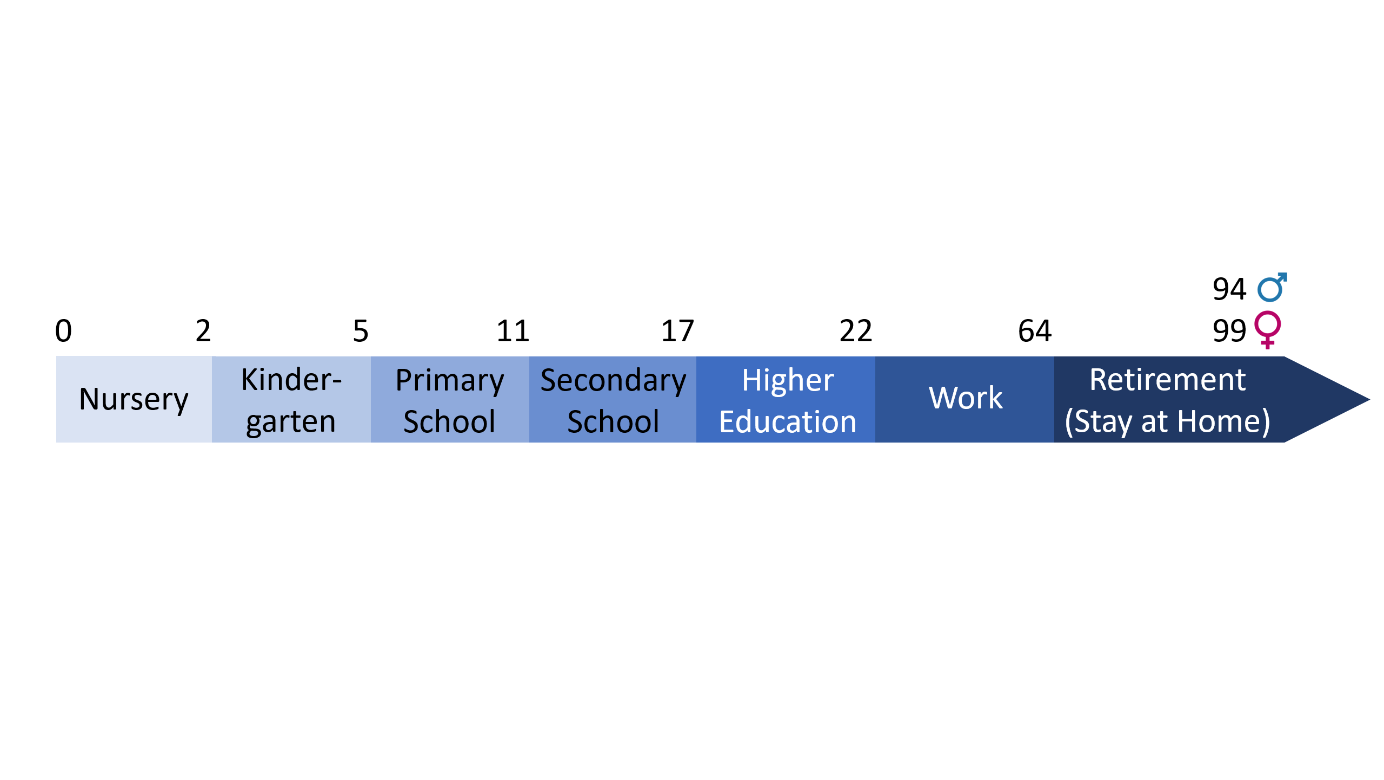 94 ♂
0 2 5 11 17 22 64 99 ♀
Nursery
Kinder-
garten
Primary
School
Secondary
School
Higher
Education
Work
Retirement
(Stay at Home)